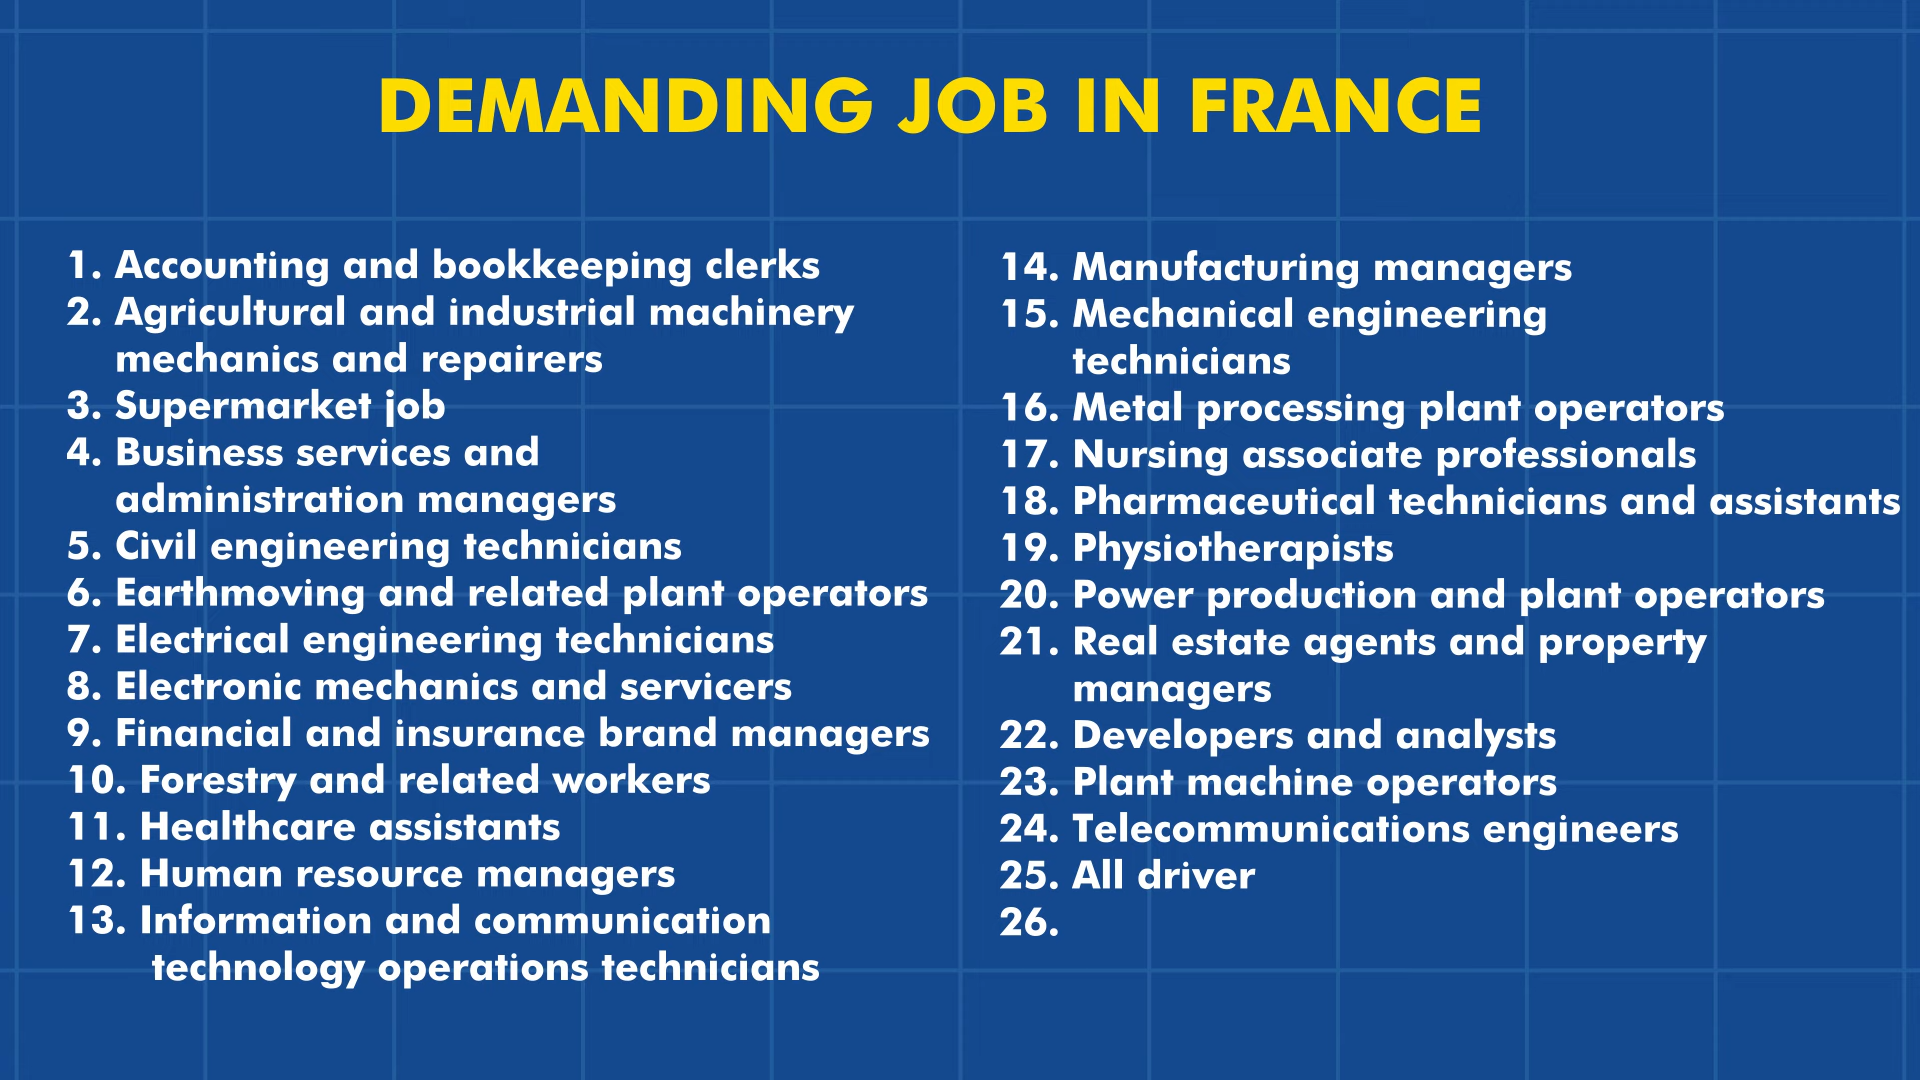 DEMANDING JOB IN FRANCE
1. Accounting and bookkeeping clerks
2. Agricultural and industrial machinery
mechanics and repairers
3. Supermarket job
4. Business services and
administration managers
5. Civil engineering technicians
6. Earthmoving and related plant operators
7. Electrical engineering technicians
8. Electronic mechanics and servicers
9. Financial and insurance brand managers
10. Forestry and related workers
11. Healthcare assistants
12. Human resource managers
13. Information and communication
technology operations technicians
14. Manufacturing managers
15. Mechanical engineering
technicians
16. Metal processing plant operators
17. Nursing associate professionals
18. Pharmaceutical technicians and assistants
19. Physiotherapists
20. Power production and plant operators
21. Real estate agents and property
managers
22. Developers and analysts
23. Plant machine operators
24. Telecommunications engineers
25. All driver
26.